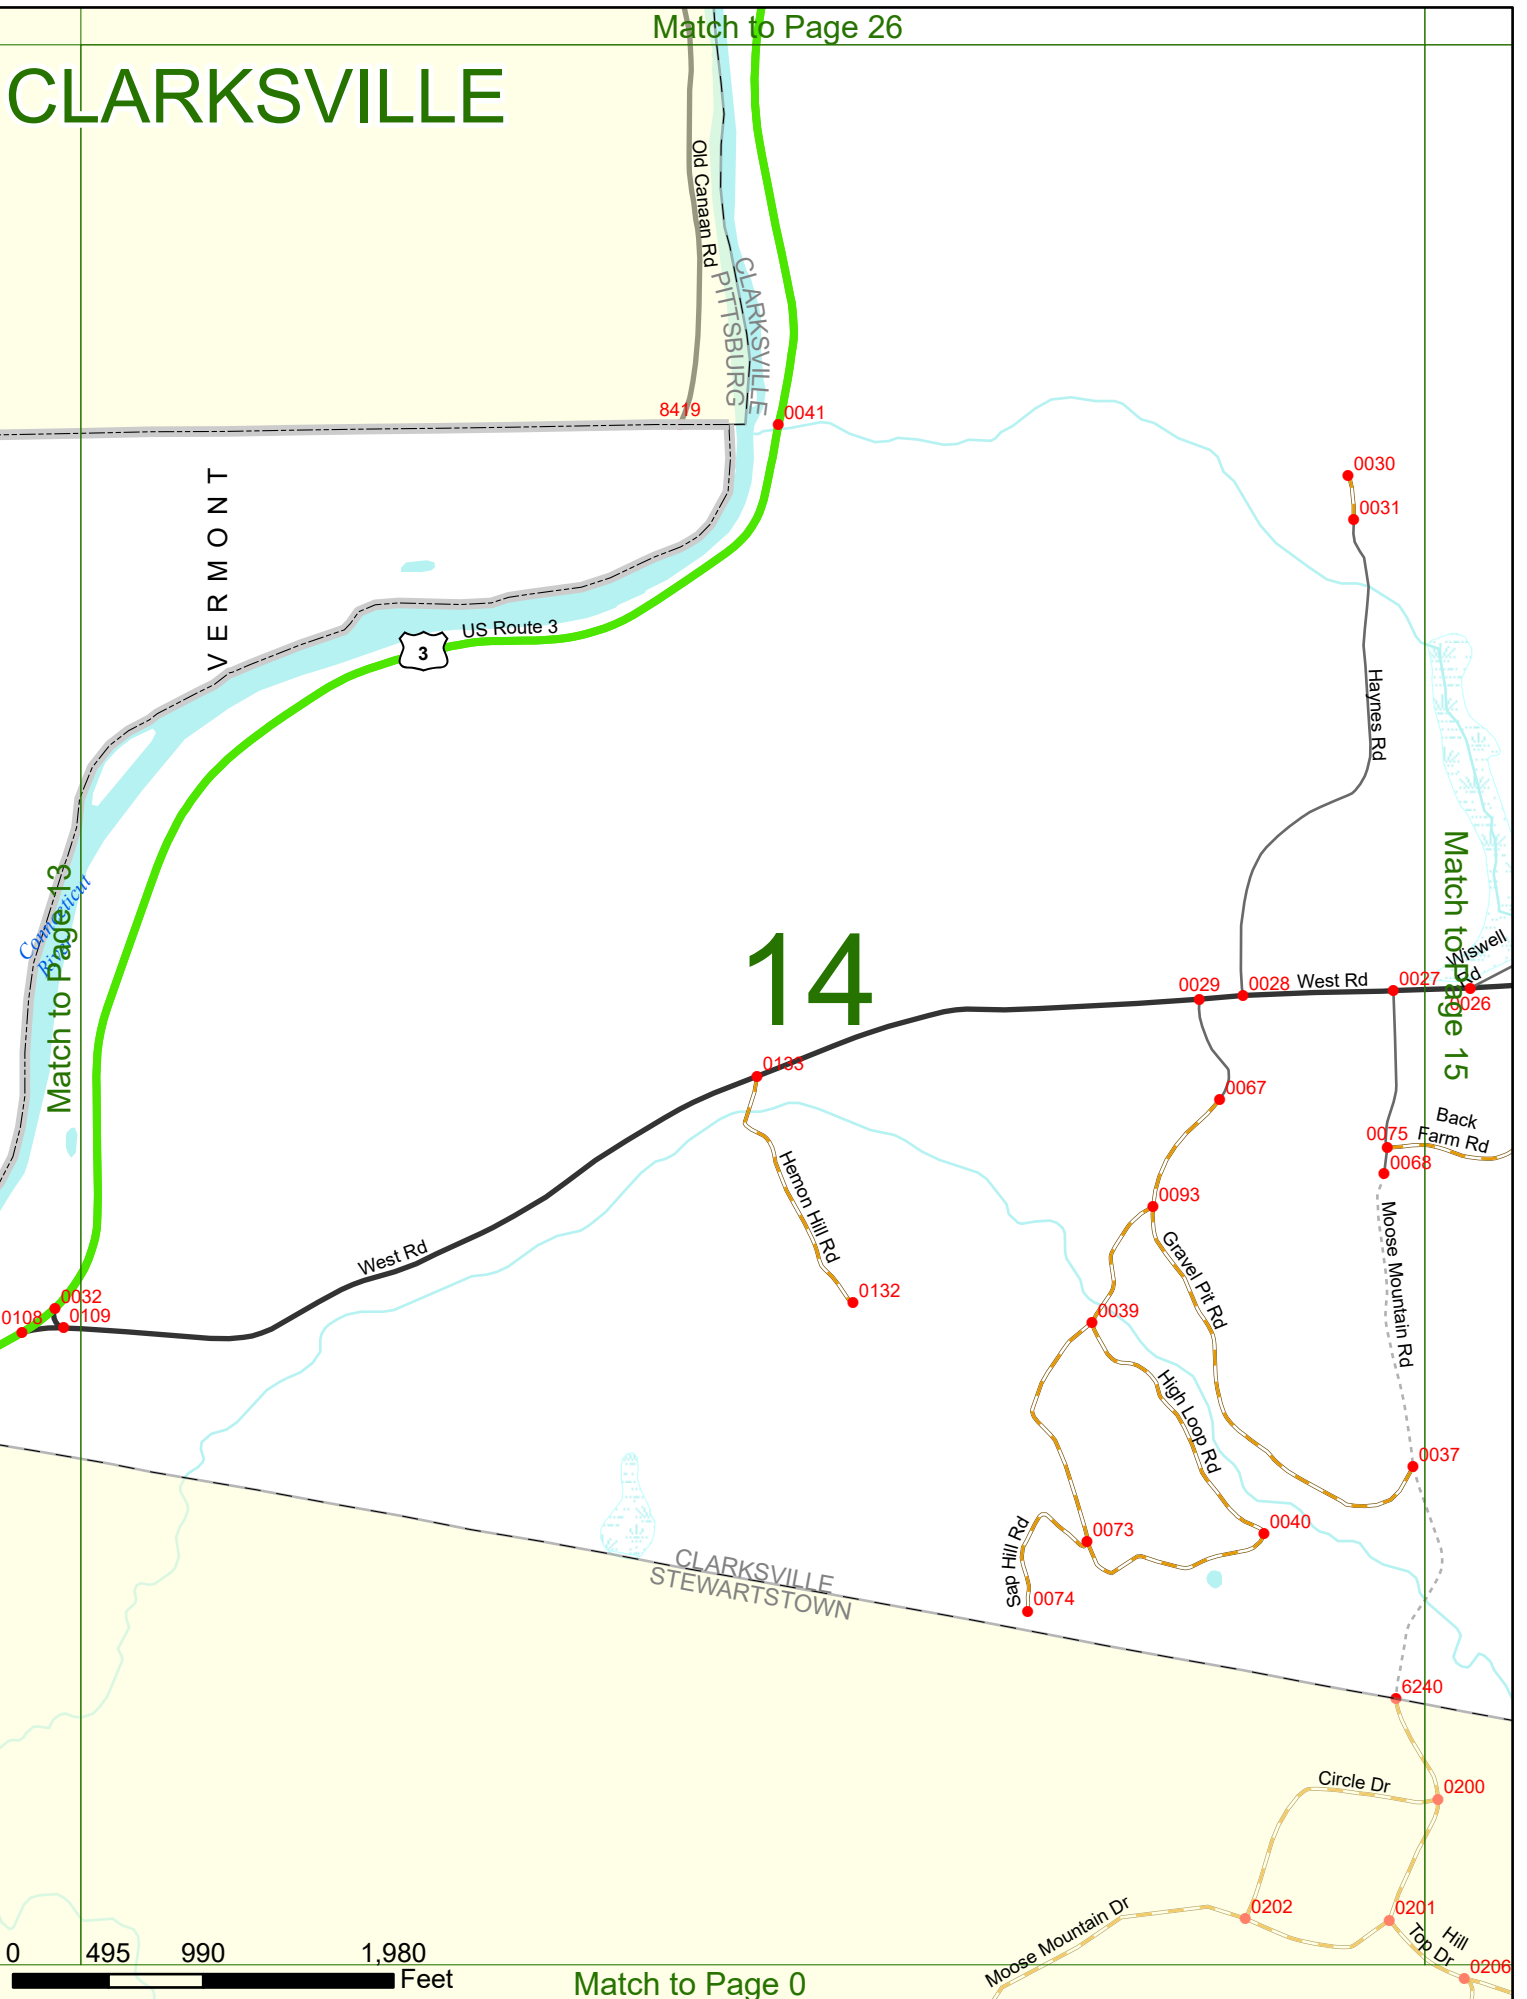 Match to Page 26
CLARKSVILLE
Old Canaan Rd
CLARKSVILLE
PITTSBURG
8419
0041
VERMONT
0030
0031
US Route 3
3
Haynes Rd
Match to Page 13
Connecticut
River
14
Match to Page 15
Wiswell
Rd
0029
0028
West Rd
0027
0026
0133
0067
Back
Farm Rd
0075
0068
Hemon Hill Rd
0093
Gravel Pit Rd
Moose Mountain Rd
West Rd
0132
0108
0032
0109
0039
High Loop Rd
0037
0040
0073
Sap Hill Rd
0074
CLARKSVILLE
STEWARTSTOWN
6240
Circle Dr
0200
0202
0201
Moose Mountain Dr
Hill
Top Dr
0206
0 495 990 1,980
Feet
Match to Page 0